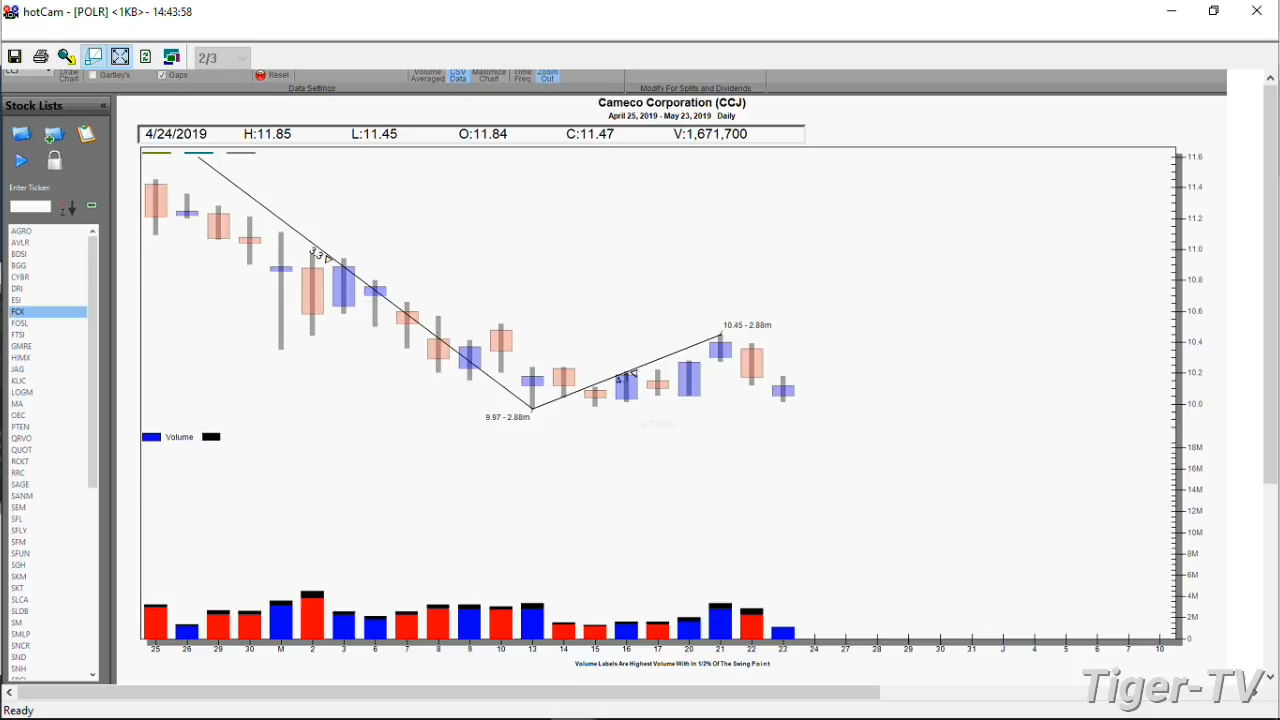 hotCam - [POLR] <1KB> - 14:43:58
2/3
Draw Chart
Gartley's
Gaps
Reset
Volume Averaged
CSV Data
Maximize Chart
Time Freq
Zoom Out
Data Settings
Modify For Splits and Dividends
Stock Lists
«
Enter Ticker:
AGRO
AVLR
BDSI
BGG
CYBR
DRI
ESI
FCX
FOSL
FTSI
GMRE
HIMX
JAG
KLIC
LOGM
MA
OEC
PTEN
QRVO
QUOT
RCKT
RRC
SAGE
SANM
SEM
SFL
SFLY
SFM
SFUN
SGH
SKM
SKT
SLCA
SLDB
SM
SMLP
SNCR
SND
SNH
Cameco Corporation (CCJ)
April 25, 2019 - May 23, 2019 Daily
4/24/2019 H:11.85 L:11.45 O:11.84 C:11.47 V:1,671,700
11.6
11.4
11.2
11.0
10.8
10.6
10.4
10.2
10.0
3.3
10.45 - 2.88m
9.97 - 2.88m
Volume
18M
16M
14M
12M
10M
8M
6M
4M
2M
0
25 26 29 30 M 2 3 6 7 8 9 10 13 14 15 16 17 20 21 22 23 24 27 28 29 30 31 J 4 5 6 7 10
Volume Labels Are Highest Volume With In 1/2% Of The Swing Point
Tiger-TV
Ready